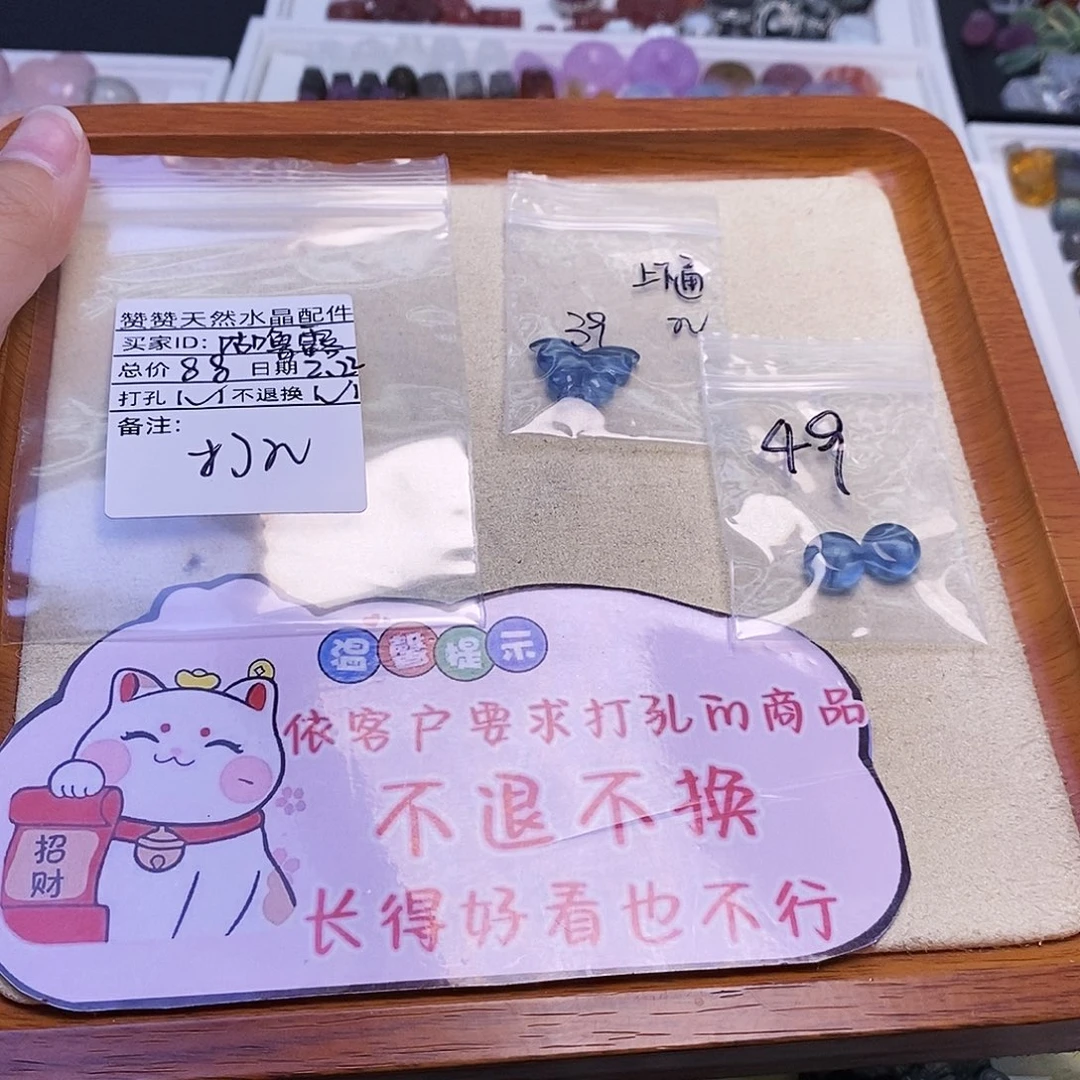 赞赞天然水晶配件
买家ID:
总价 88 日期 2.22
打孔【✓】不退换【✓】
备注:
打孔
上下通
孔
39
49
温馨提示
依客户要求打孔的商品
不退不换
长得好看也不行
招财